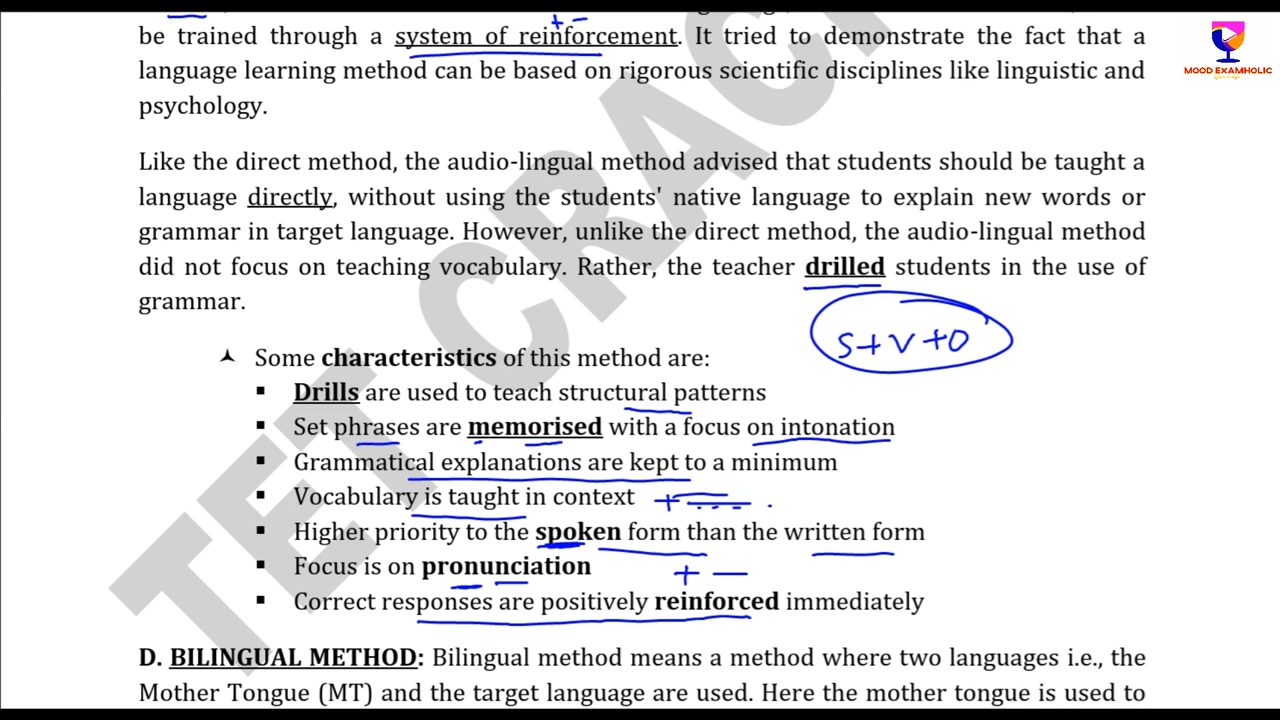 be trained through a system of reinforcement. It tried to demonstrate the fact that a
language learning method can be based on rigorous scientific disciplines like linguistic and
psychology.
Like the direct method, the audio-lingual method advised that students should be taught a
language directly, without using the students' native language to explain new words or
grammar in target language. However, unlike the direct method, the audio-lingual method
did not focus on teaching vocabulary. Rather, the teacher drilled students in the use of
grammar.
S+V+O
Some characteristics of this method are:
▪ Drills are used to teach structural patterns
▪ Set phrases are memorised with a focus on intonation
▪ Grammatical explanations are kept to a minimum
▪ Vocabulary is taught in context
▪ Higher priority to the spoken form than the written form
▪ Focus is on pronunciation
▪ Correct responses are positively reinforced immediately
D. BILINGUAL METHOD: Bilingual method means a method where two languages i.e., the
Mother Tongue (MT) and the target language are used. Here the mother tongue is used to
MOOD EXAMHOLIC
TET CRAC